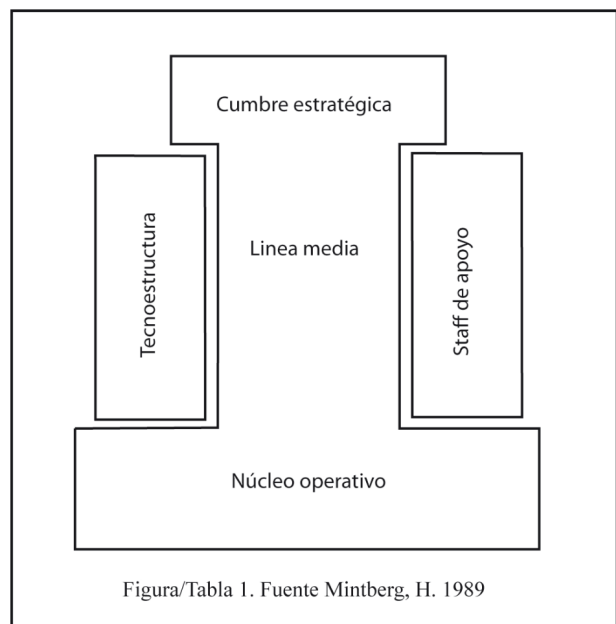 Cumbre estratégica
Tecnoestructura
Linea media
Staff de apoyo
Núcleo operativo
Figura/Tabla 1. Fuente Mintberg, H. 1989